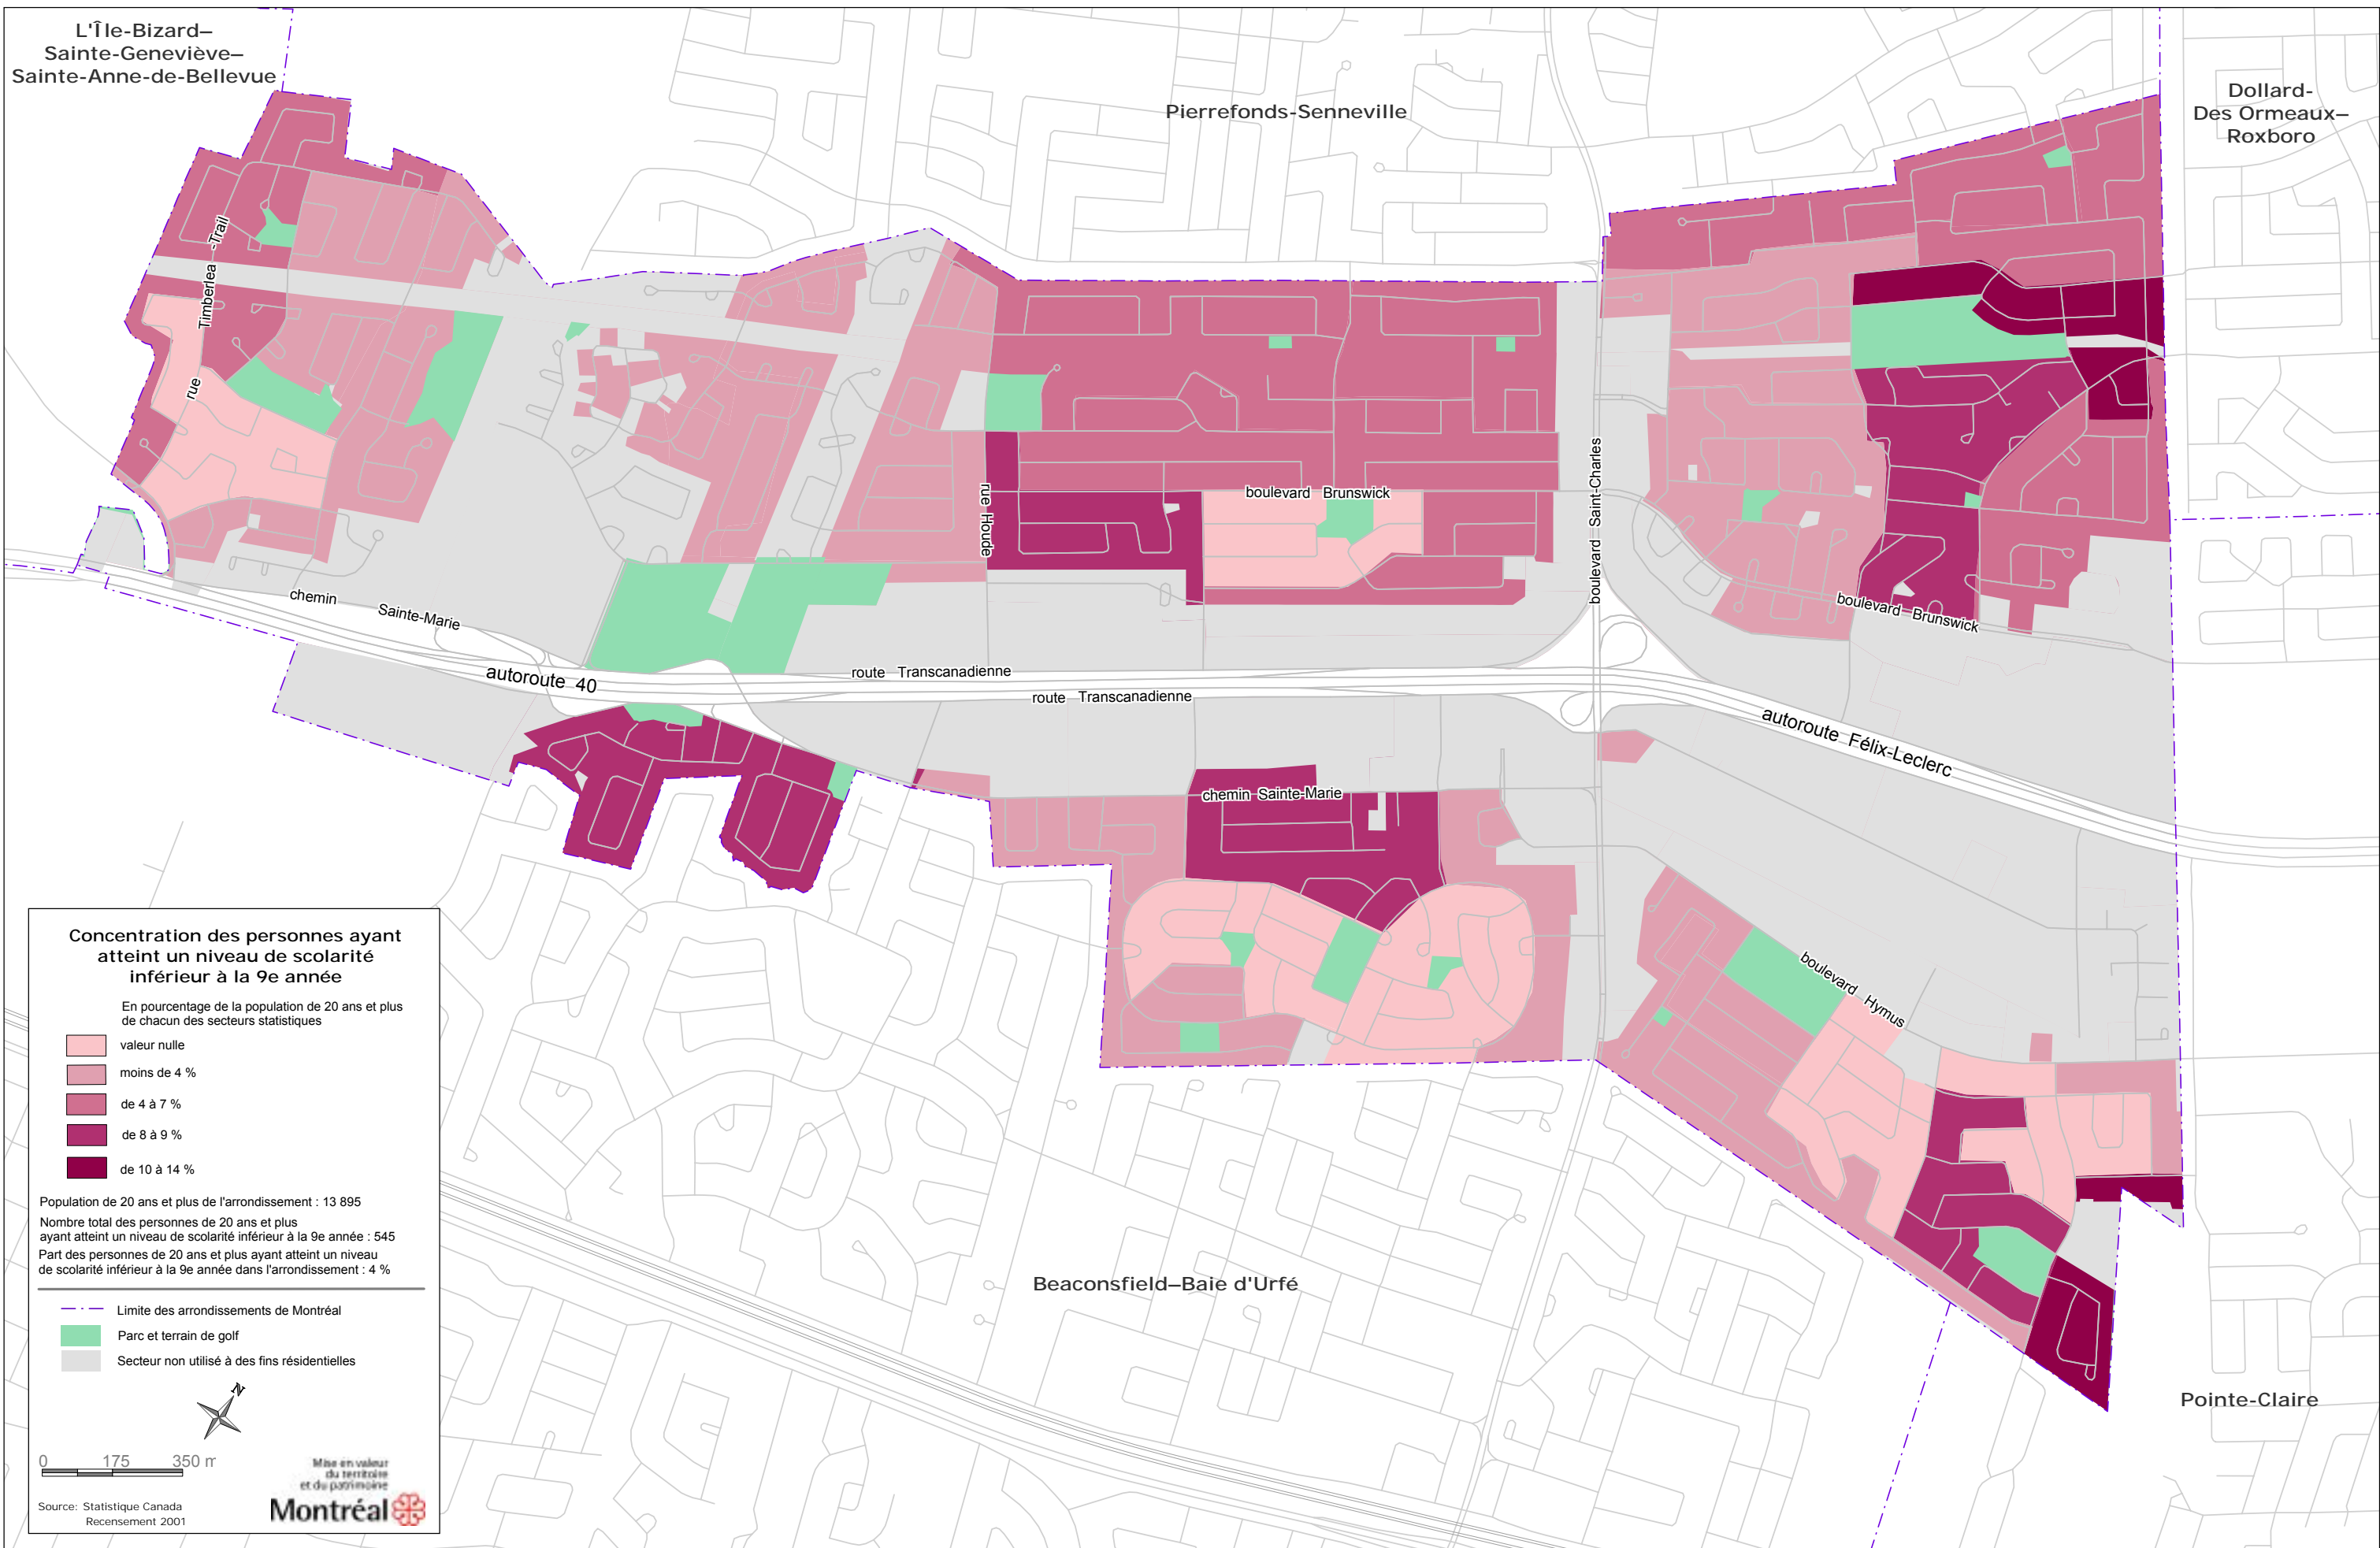 L'Île-Bizard–
Sainte-Geneviève–
Sainte-Anne-de-Bellevue
Pierrefonds-Senneville
Dollard-
Des Ormeaux–
Roxboro
rue Timberlea -Trail
rue Houde
boulevard Brunswick
boulevard Saint-Charles
boulevard Brunswick
chemin Sainte-Marie
autoroute 40
route Transcanadienne
route Transcanadienne
autoroute Félix-Leclerc
chemin Sainte-Marie
boulevard Hymus
Beaconsfield–Baie d'Urfé
Pointe-Claire
Concentration des personnes ayant
atteint un niveau de scolarité
inférieur à la 9e année
En pourcentage de la population de 20 ans et plus
de chacun des secteurs statistiques
valeur nulle
moins de 4 %
de 4 à 7 %
de 8 à 9 %
de 10 à 14 %
Population de 20 ans et plus de l'arrondissement : 13 895
Nombre total des personnes de 20 ans et plus
ayant atteint un niveau de scolarité inférieur à la 9e année : 545
Part des personnes de 20 ans et plus ayant atteint un niveau
de scolarité inférieur à la 9e année dans l'arrondissement : 4 %
Limite des arrondissements de Montréal
Parc et terrain de golf
Secteur non utilisé à des fins résidentielles
N
0 175 350 m
Mise en valeur
du territoire
et du patrimoine
Montréal
Source: Statistique Canada
Recensement 2001